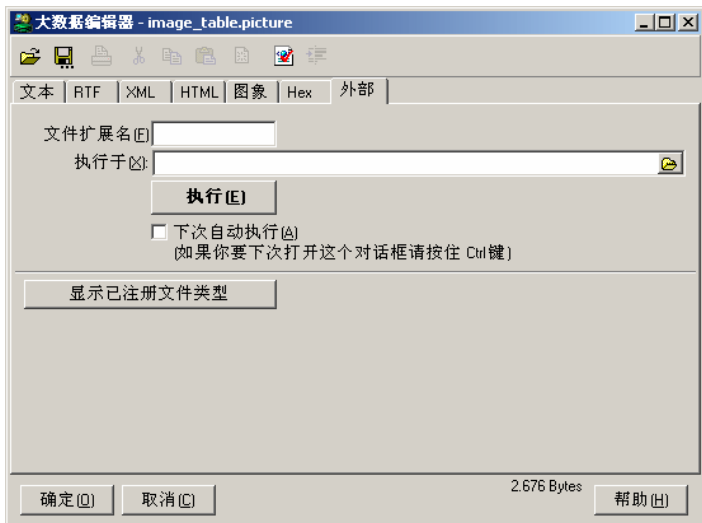 大数据编辑器 - image_table.picture
文本 RTF XML HTML 图象 Hex 外部
文件扩展名(F)
执行于(X):
执行(E)
下次自动执行(A)
(如果你要下次打开这个对话框请按住 Ctrl键)
显示已注册文件类型
2.676 Bytes
确定(O) 取消(C) 帮助(H)